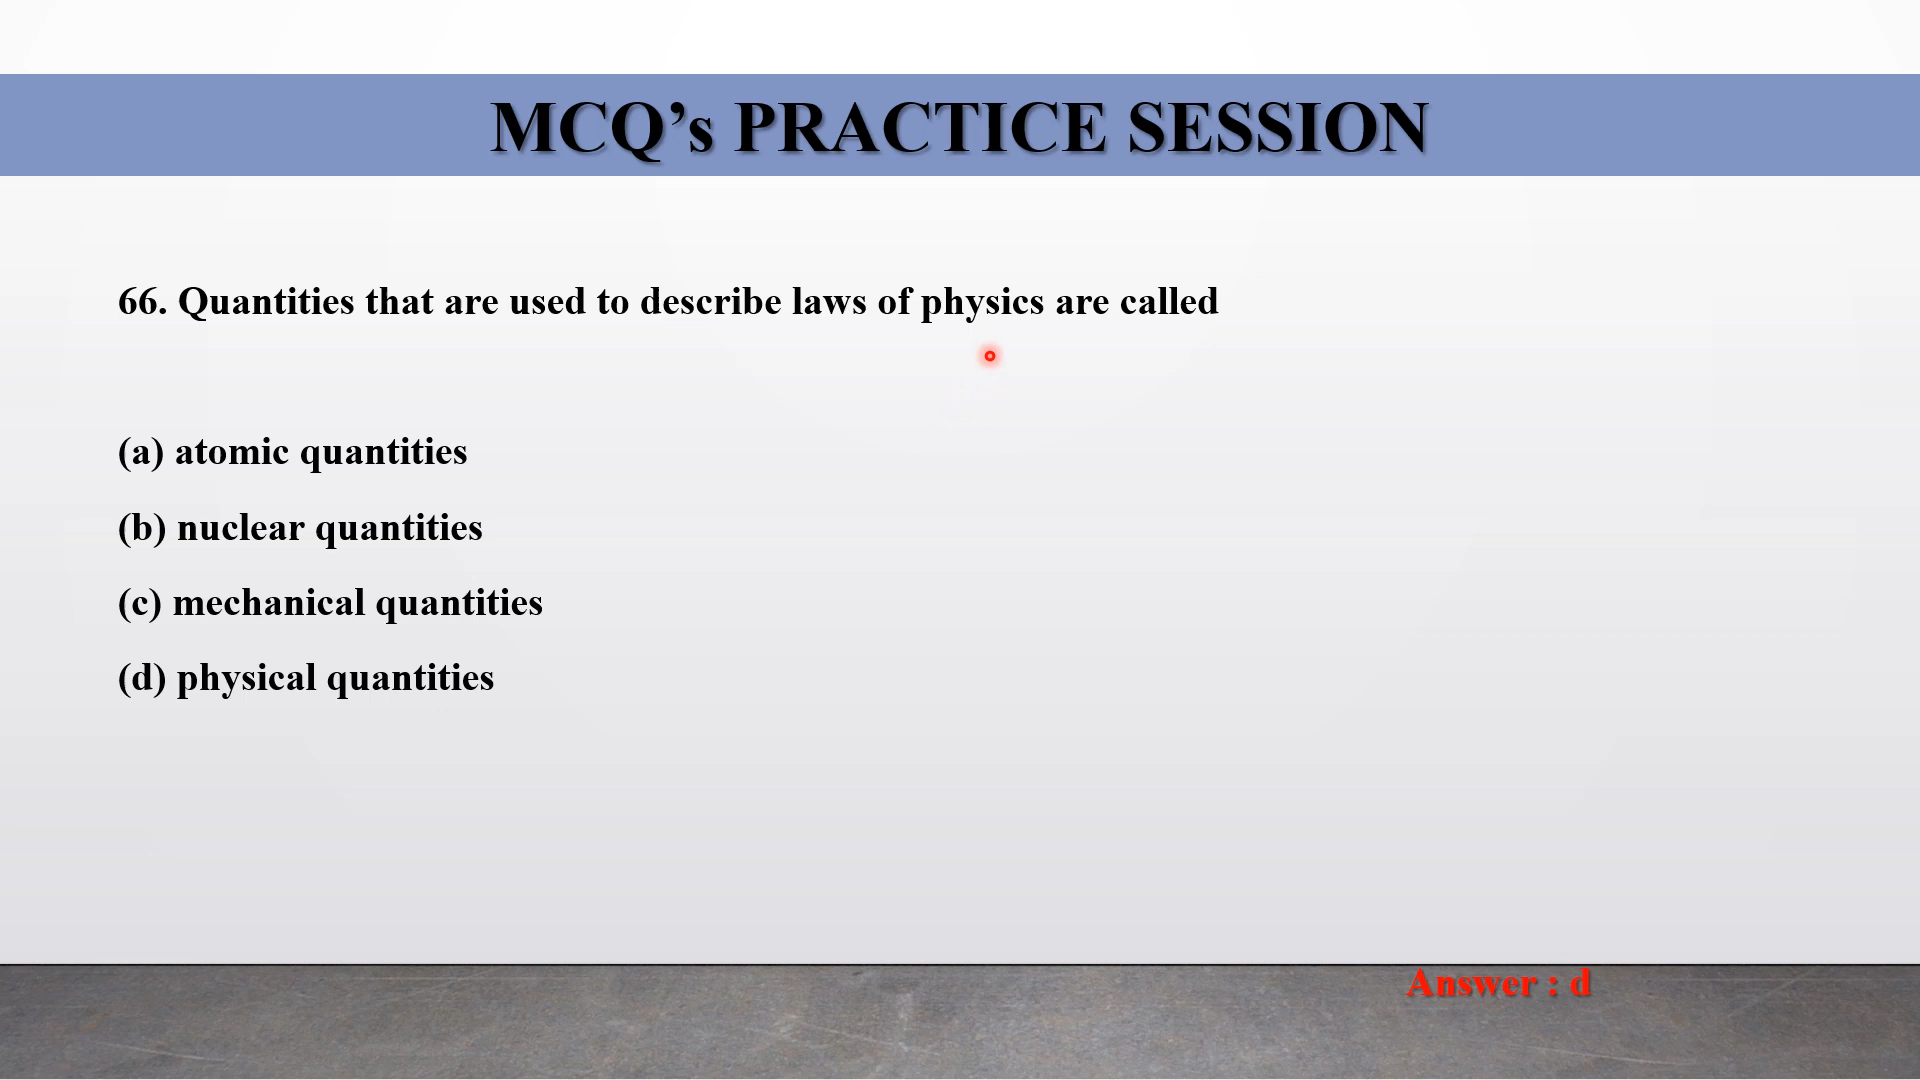 MCQ’s PRACTICE SESSION
66. Quantities that are used to describe laws of physics are called
(a) atomic quantities
(b) nuclear quantities
(c) mechanical quantities
(d) physical quantities
Answer : d